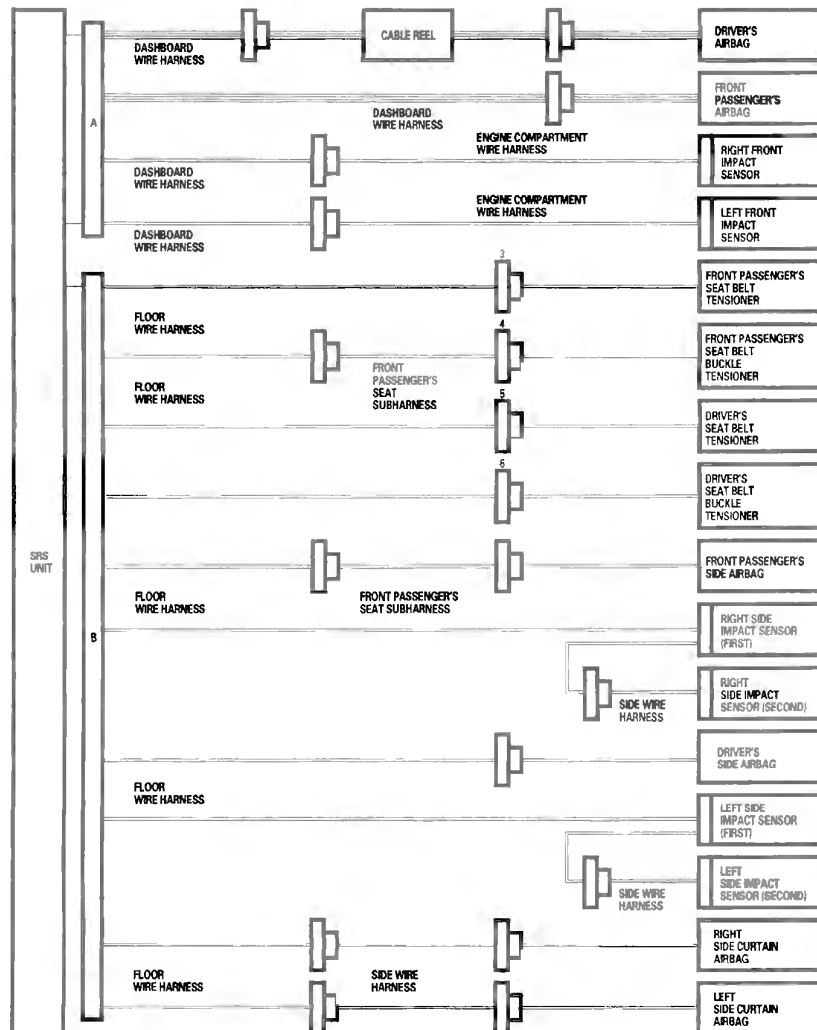 CABLE REEL
DRIVER'S
AIRBAG
DASHBOARD
WIRE HARNESS
FRONT
PASSENGER'S
AIRBAG
DASHBOARD
WIRE HARNESS
A
ENGINE COMPARTMENT
WIRE HARNESS
RIGHT FRONT
IMPACT
SENSOR
DASHBOARD
WIRE HARNESS
ENGINE COMPARTMENT
WIRE HARNESS
LEFT FRONT
IMPACT
SENSOR
DASHBOARD
WIRE HARNESS
3
FRONT PASSENGER'S
SEAT BELT
TENSIONER
FLOOR
WIRE HARNESS
4
FRONT PASSENGER'S
SEAT BELT
BUCKLE
TENSIONER
FRONT
PASSENGER'S
SEAT
SUBHARNESS
FLOOR
WIRE HARNESS
5
DRIVER'S
SEAT BELT
TENSIONER
6
DRIVER'S
SEAT BELT
BUCKLE
TENSIONER
SRS
UNIT
FRONT PASSENGER'S
SIDE AIRBAG
FLOOR
WIRE HARNESS
FRONT PASSENGER'S
SEAT SUBHARNESS
B
RIGHT SIDE
IMPACT SENSOR
(FIRST)
RIGHT
SIDE IMPACT
SENSOR (SECOND)
SIDE WIRE
HARNESS
DRIVER'S
SIDE AIRBAG
FLOOR
WIRE HARNESS
LEFT SIDE
IMPACT SENSOR
(FIRST)
LEFT
SIDE IMPACT
SENSOR (SECOND)
SIDE WIRE
HARNESS
RIGHT
SIDE CURTAIN
AIRBAG
FLOOR
WIRE HARNESS
SIDE WIRE
HARNESS
LEFT
SIDE CURTAIN
AIRBAG